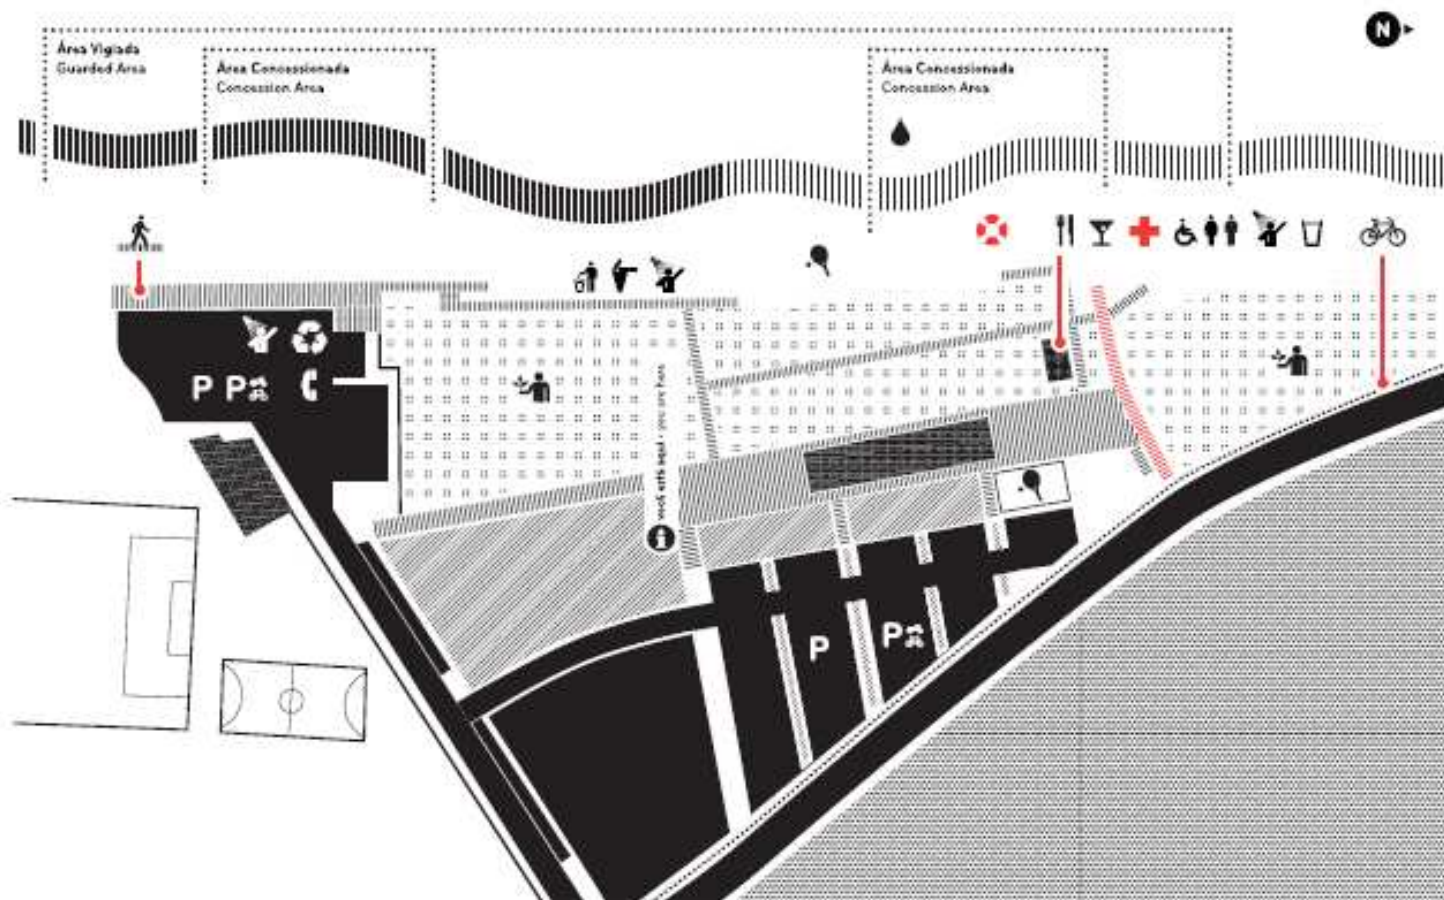 N
Área Vigiada
Guarded Area
Área Concessionada
Concession Area
Área Concessionada
Concession Area
P P
você está aqui - you are here
i
P
P